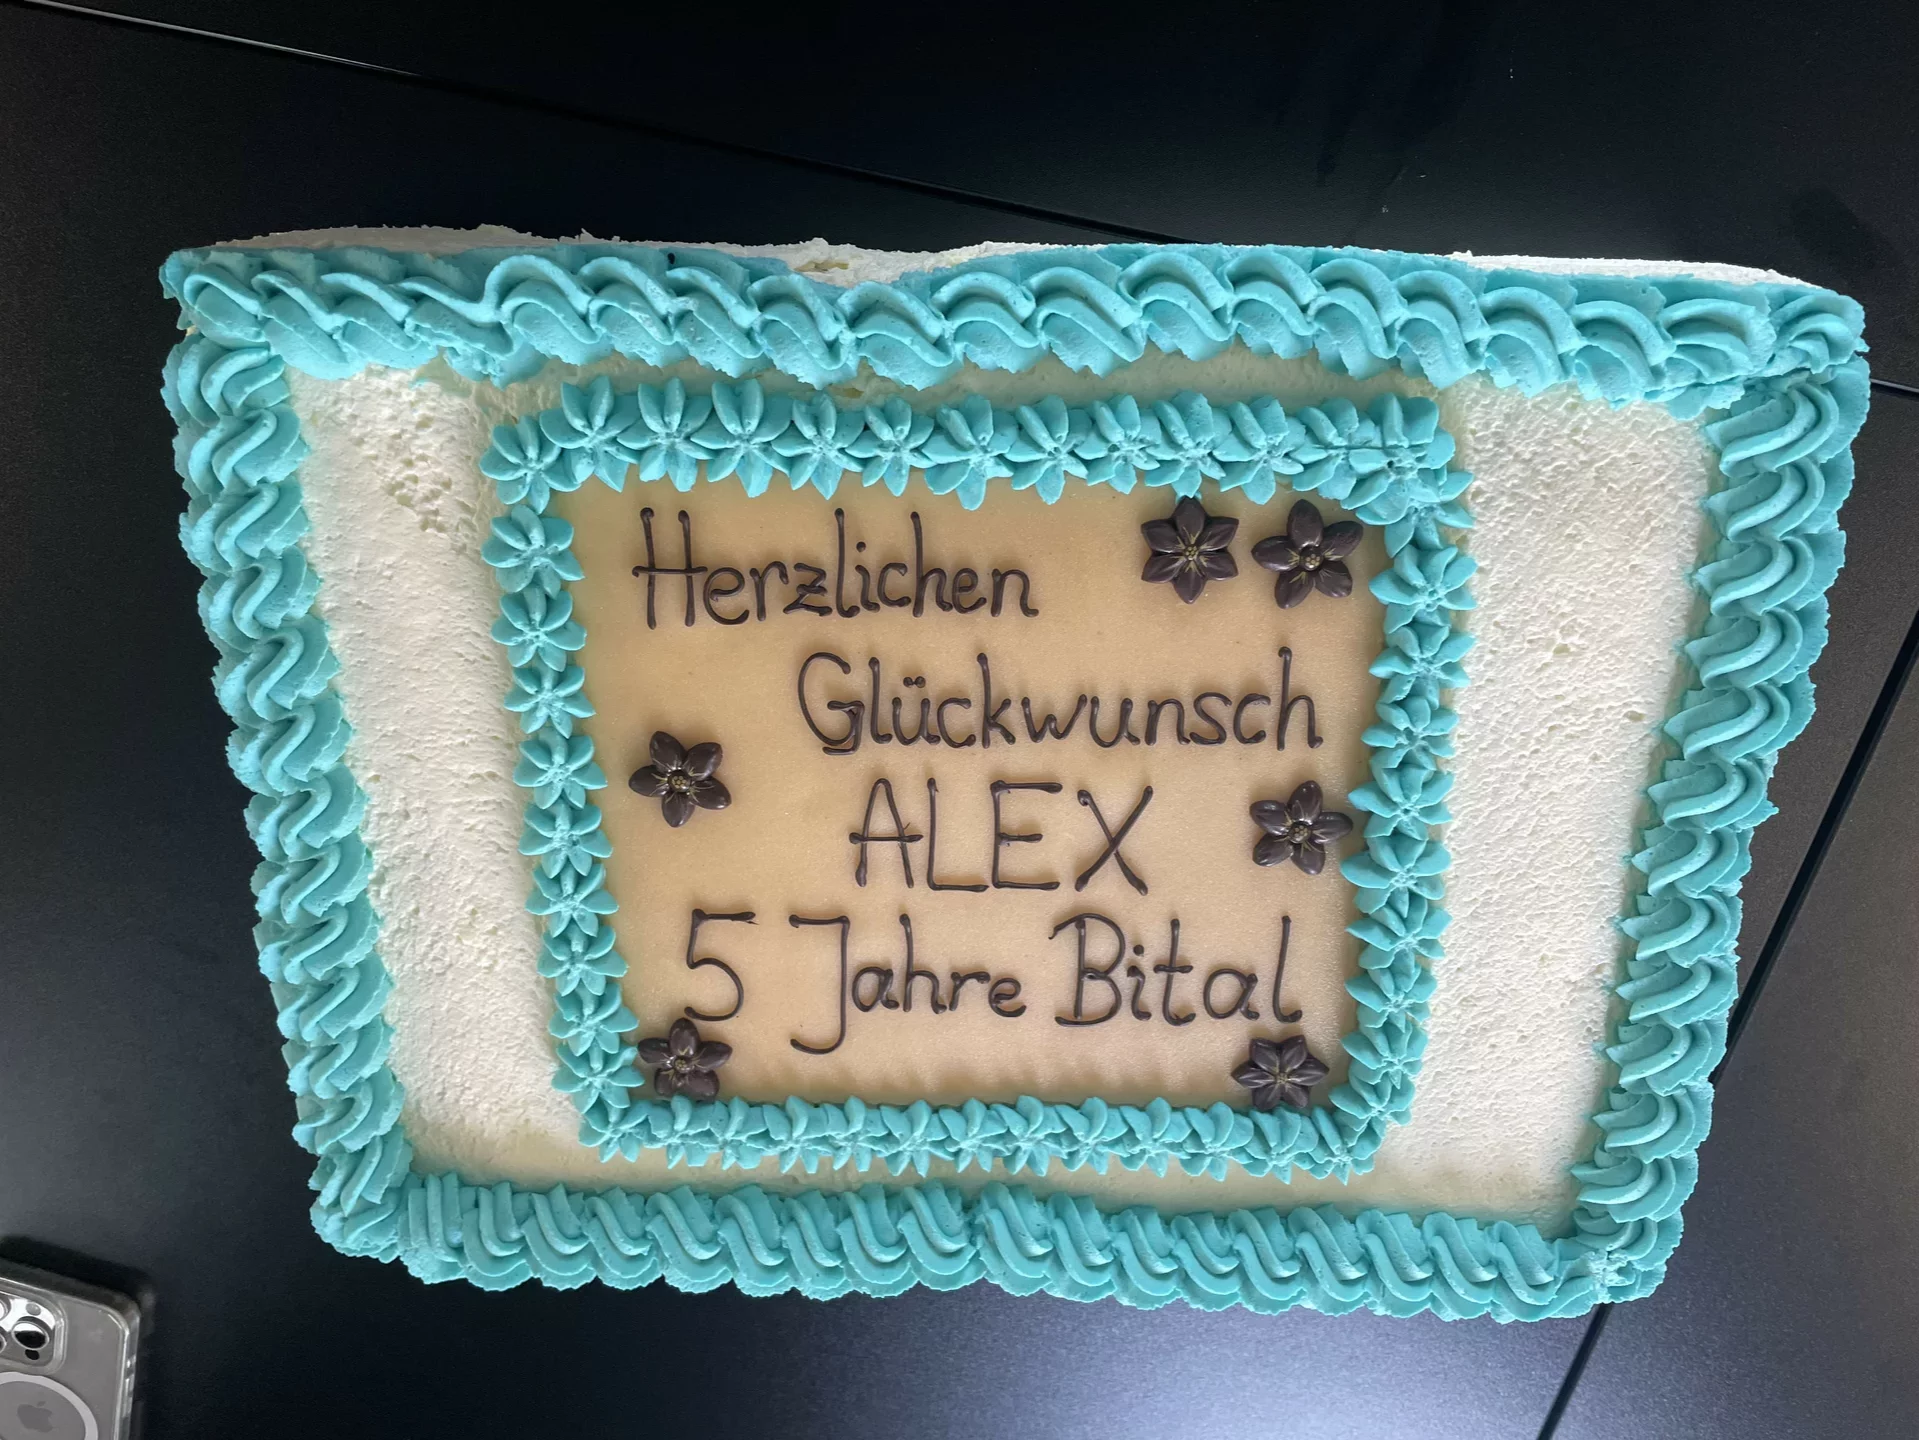 Herzlichen
Glückwunsch
ALEX
5 Jahre Bital